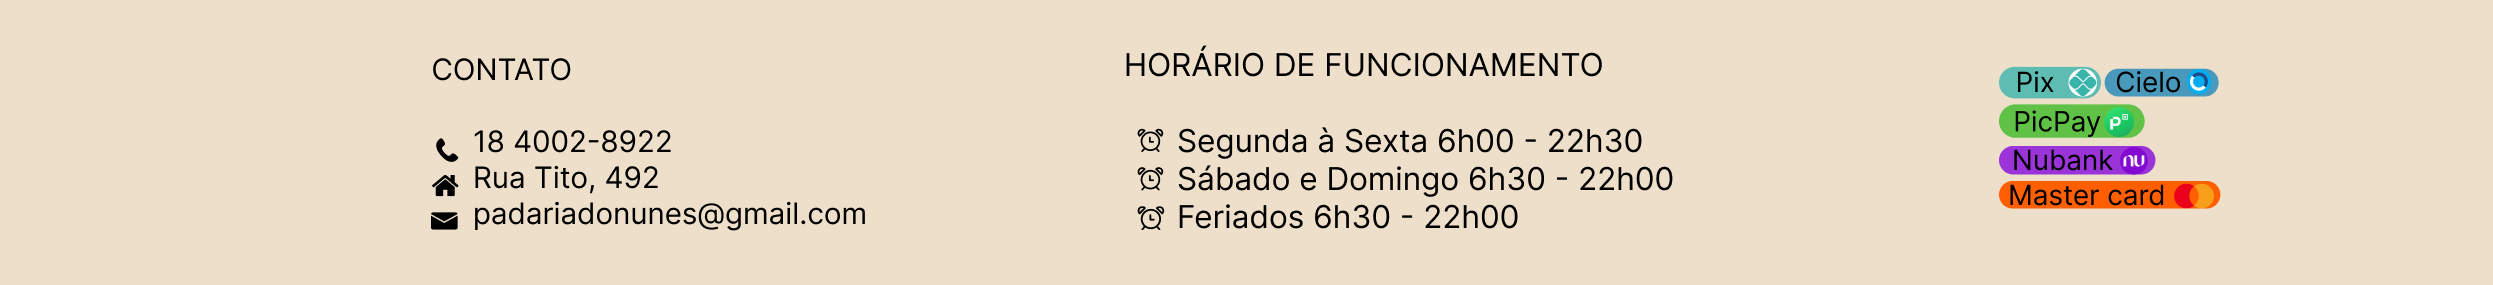 CONTATO
18 4002-8922
Rua Tito, 492
padariadonunes@gmail.com
HORÁRIO DE FUNCIONAMENTO
Segunda à Sexta 6h00 - 22h30
Sábado e Domingo 6h30 - 22h00
Feriados 6h30 - 22h00
Pix Cielo
PicPay P
Nubank nu
Master card